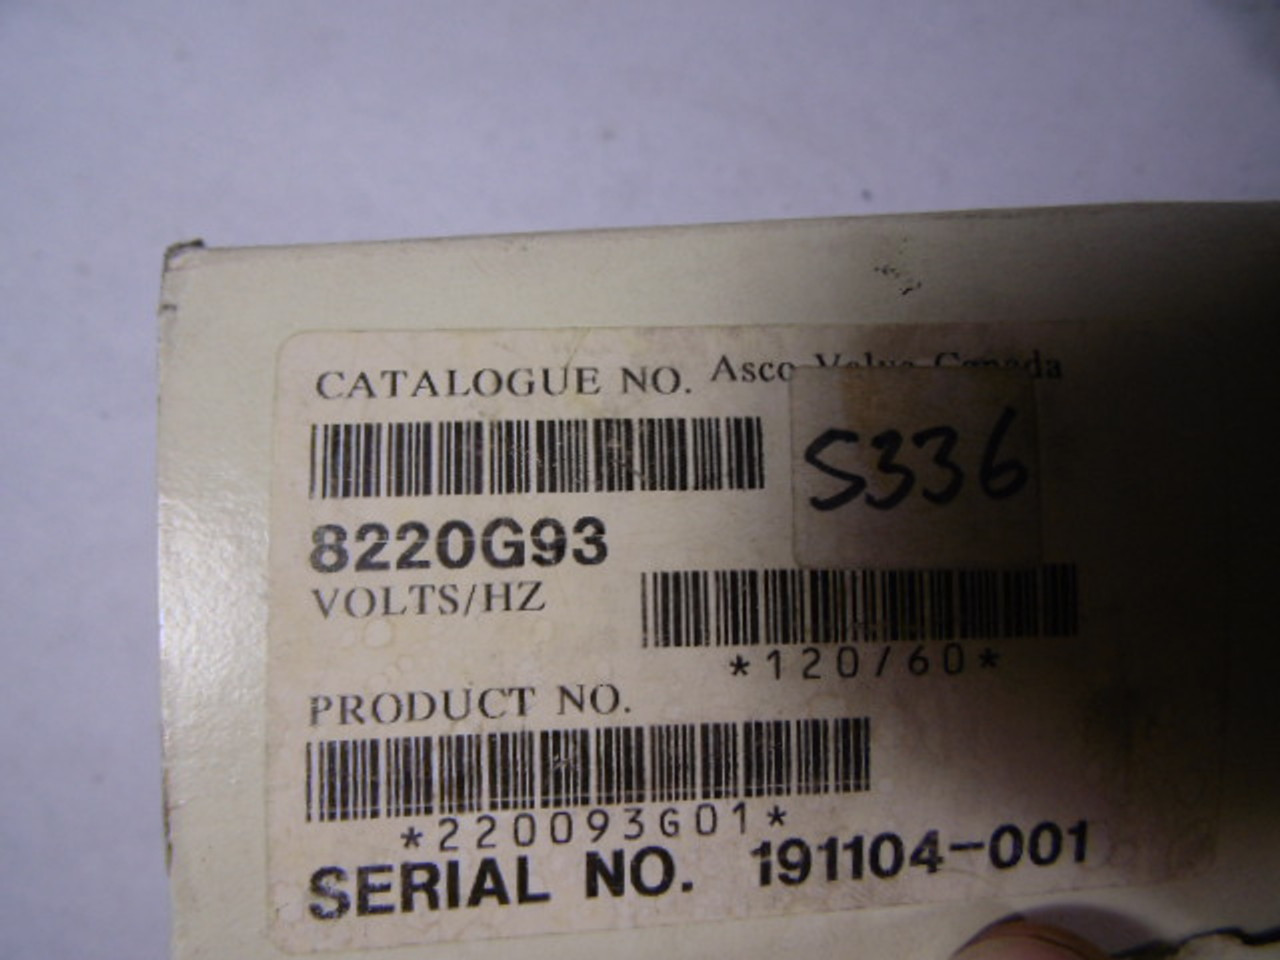 CATALOGUE NO. Asco Valve Canada
S336
8220G93
VOLTS/HZ
*120/60*
PRODUCT NO.
*220093G01*
SERIAL NO. 191104-001